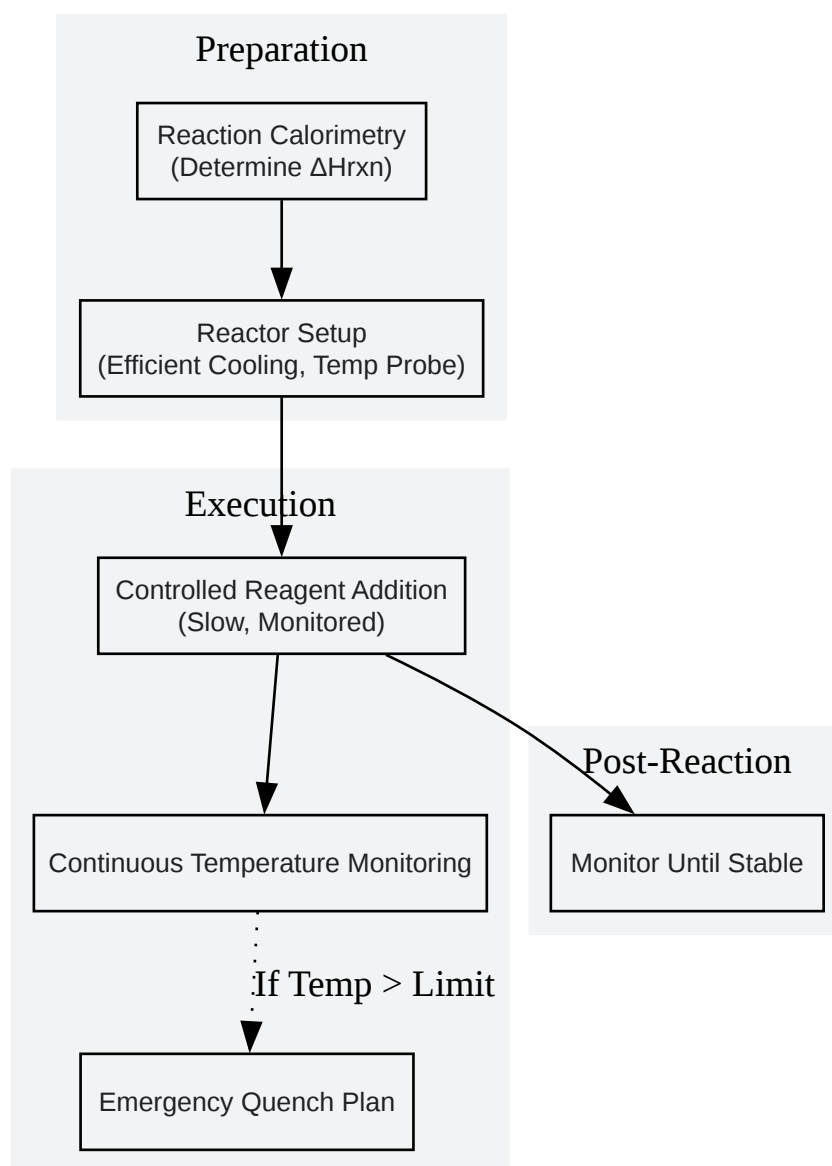 Preparation
Reaction Calorimetry
(Determine ΔHrxn)
Reactor Setup
(Efficient Cooling, Temp Probe)
Execution
Controlled Reagent Addition
(Slow, Monitored)
Post-Reaction
Continuous Temperature Monitoring
Monitor Until Stable
If Temp > Limit
Emergency Quench Plan